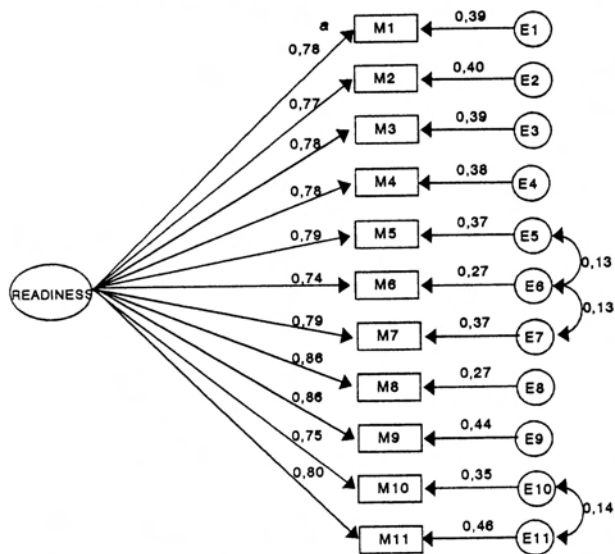 a
0,78
M1
0,39
E1
0,77
M2
0,40
E2
0,78
M3
0,39
E3
0,78
M4
0,38
E4
0,79
M5
0,37
E5
0,13
READINESS
0,74
M6
0,27
E6
0,13
0,79
M7
0,37
E7
0,86
M8
0,27
E8
0,86
M9
0,44
E9
0,75
M10
0,35
E10
0,14
0,80
M11
0,46
E11